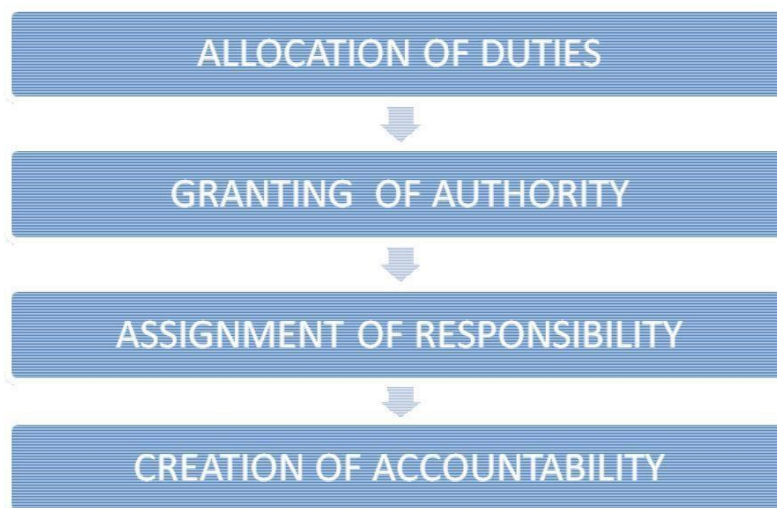 ALLOCATION OF DUTIES
GRANTING OF AUTHORITY
ASSIGNMENT OF RESPONSIBILITY
CREATION OF ACCOUNTABILITY